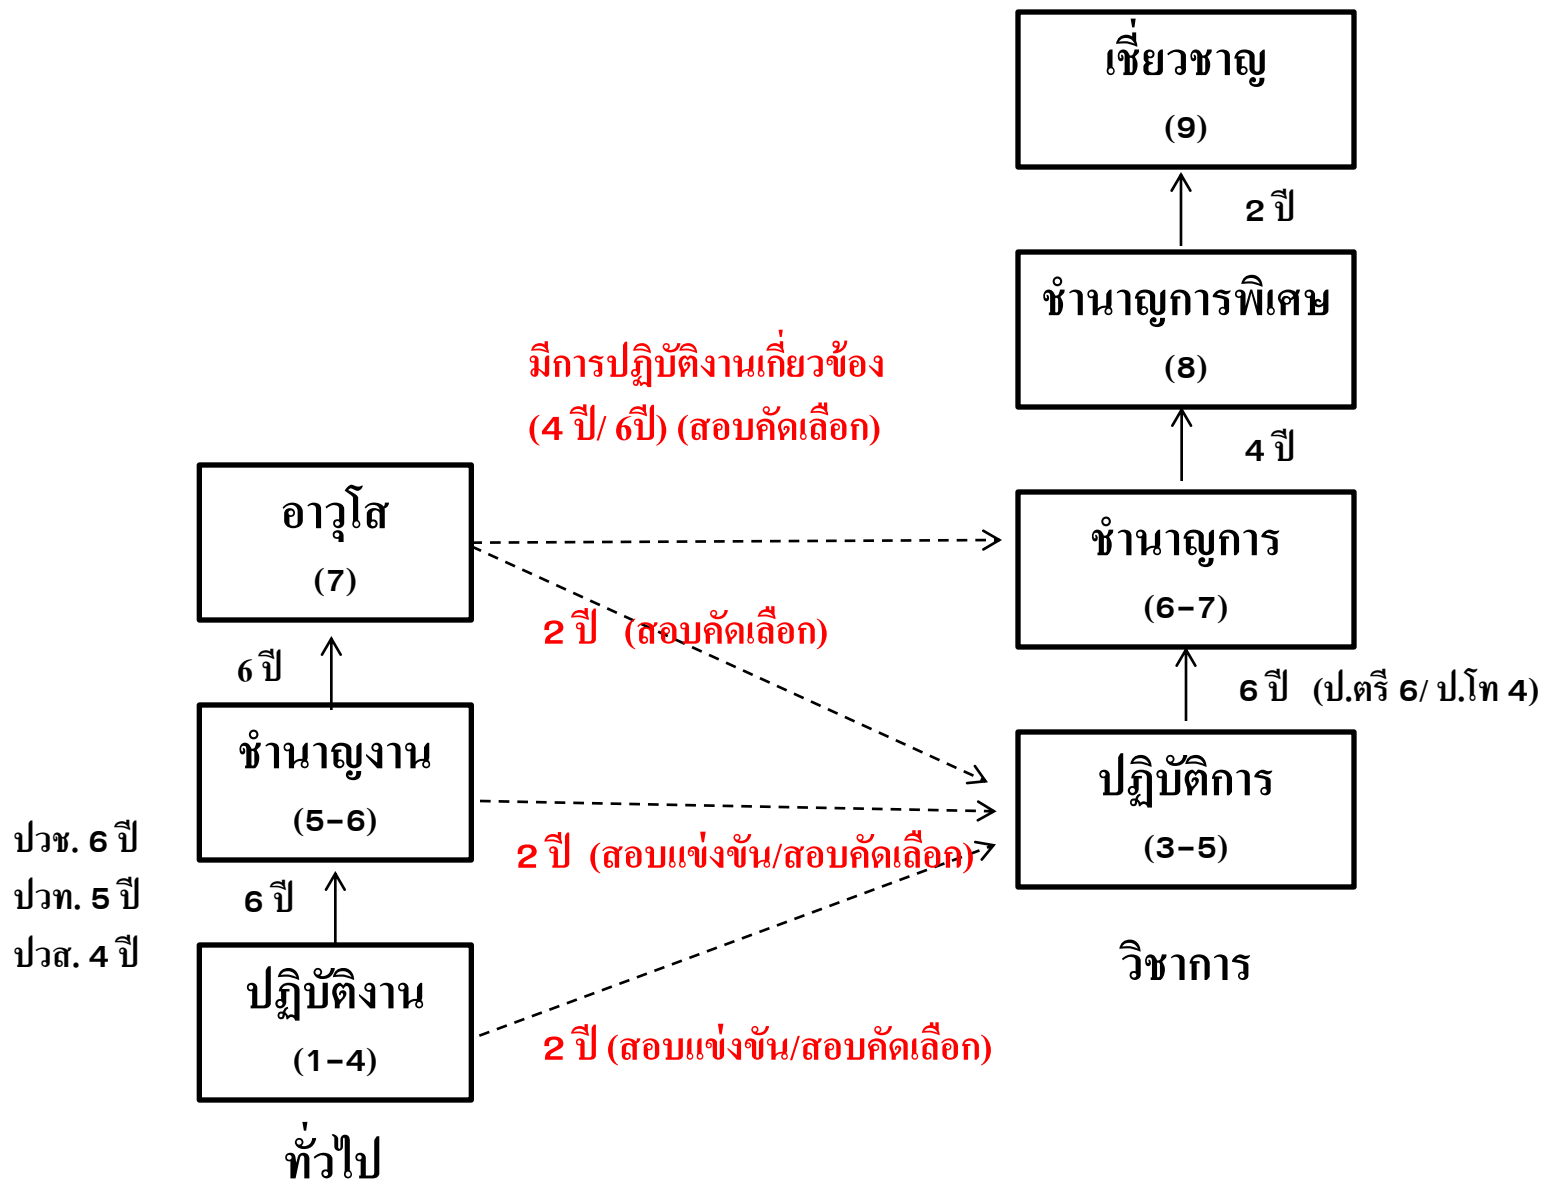 เชี่ยวชาญ
(9)
2 ปี
ชำนาญการพิเศษ
(8)
มีการปฏิบัติงานเกี่ยวข้อง
(4 ปี/ 6ปี) (สอบคัดเลือก)
4 ปี
อาวุโส
(7)
ชำนาญการ
(6-7)
2 ปี (สอบคัดเลือก)
6 ปี
6 ปี (ป.ตรี 6/ ป.โท 4)
ชำนาญงาน
(5-6)
ปฏิบัติการ
(3-5)
ปวช. 6 ปี
ปวท. 5 ปี
ปวส. 4 ปี
2 ปี (สอบแข่งขัน/สอบคัดเลือก)
6 ปี
ปฏิบัติงาน
(1-4)
วิชาการ
2 ปี (สอบแข่งขัน/สอบคัดเลือก)
ทั่วไป